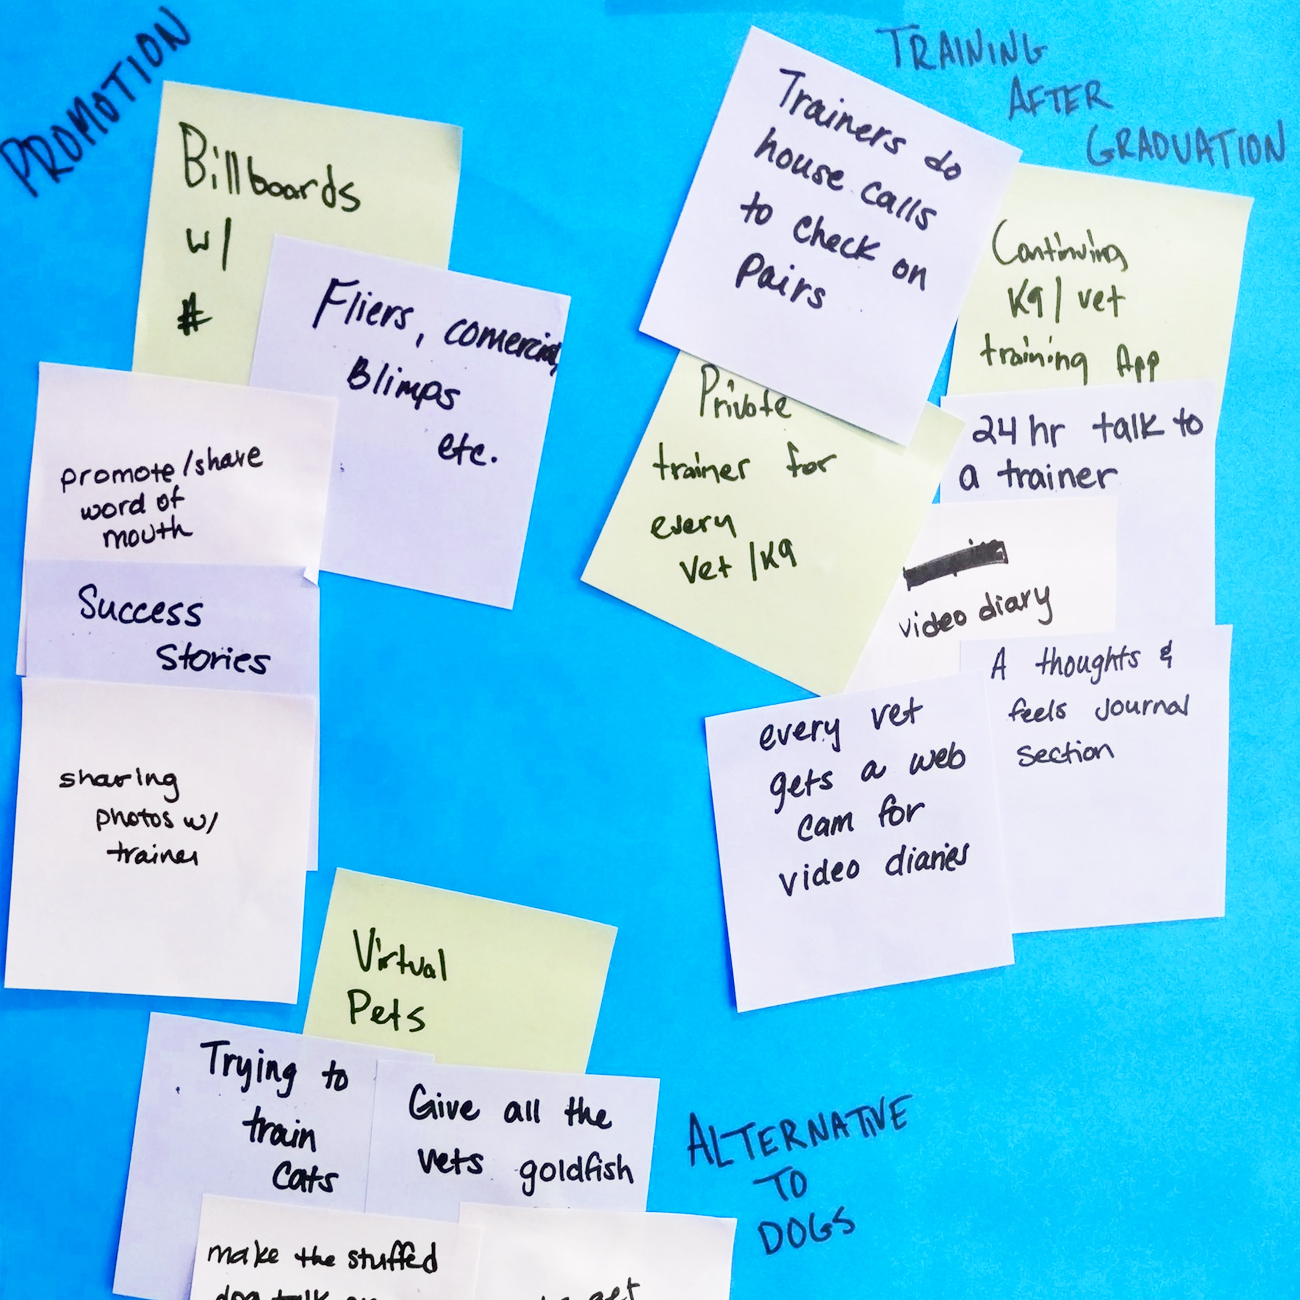 PROMOTION
Billboards
w/
#
Fliers, comercial,
Blimps
etc.
promote/share
word of
mouth
Success
Stories
sharing
photos w/
trainer
TRAINING
AFTER
GRADUATION
Trainers do
house calls
to check on
pairs
Continuing
K9/vet
training App
Private
trainer for
every
vet/K9
24 hr talk to
a trainer
video diary
A thoughts &
feels journal
section
every vet
gets a web
cam for
video diaries
Virtual
Pets
Trying to
train
cats
Give all the
vets goldfish
make the stuffed
dog talk
get
ALTERNATIVE
TO
DOGS